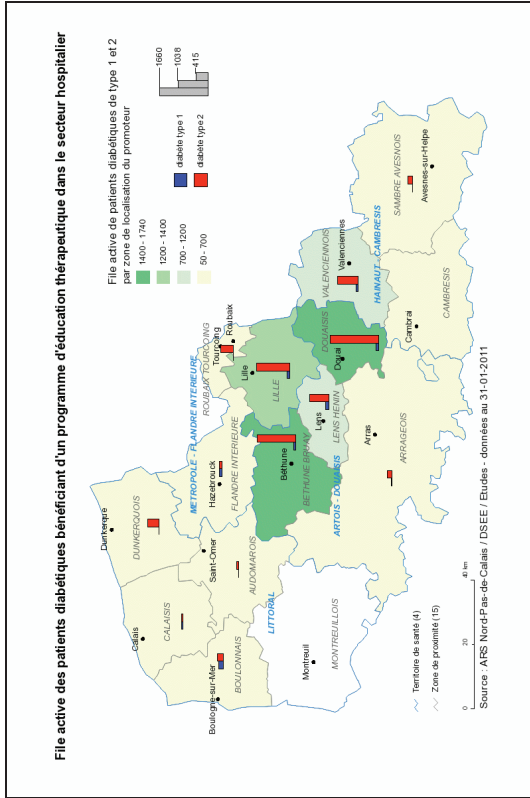 File active des patients diabétiques bénéficiant d'un programme d'éducation thérapeutique dans le secteur hospitalier
File active de patients diabétiques de type 1 et 2
par zone de localisation du promoteur
1400 - 1740
1200 - 1400
700 - 1200
50 - 700
diabète type 1
diabète type 2
1660
1038
415
Dunkerque
DUNKERQUOIS
Calais
CALAISIS
METROPOLE - FLANDRE INTERIEURE
ROUBAIX TOURCOING
Tourcoing
Roubaix
Hazebrouck
FLANDRE INTERIEURE
Saint-Omer
AUDOMAROIS
Boulogne-sur-Mer
BOULONNAIS
LITTORAL
Lille
LILLE
Béthune
BETHUNE BRUAY
Lens
LENS HENIN
ARTOIS - DOUAISIS
Montreuil
MONTREUILLOIS
DOUAISIS
Douai
VALENCIENNOIS
Valenciennes
HAINAUT - CAMBRESIS
Arras
ARRAGEOIS
Cambrai
CAMBRESIS
SAMBRE AVESNOIS
Avesnes-sur-Helpe
Territoire de santé (4)
Zone de proximité (15)
0 20 40 km
Source : ARS Nord-Pas-de-Calais / DSEE / Etudes - données au 31-01-2011